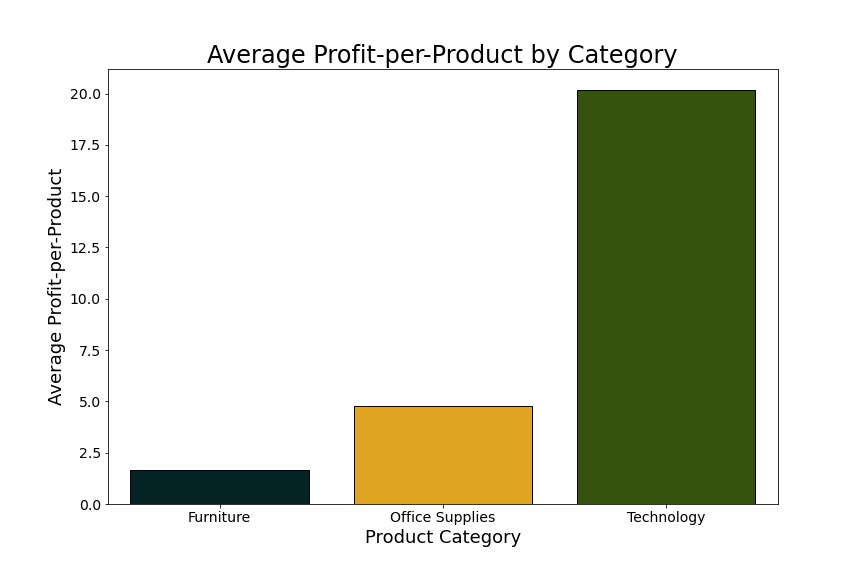 Average Profit-per-Product by Category
Average Profit-per-Product
20.0
17.5
15.0
12.5
10.0
7.5
5.0
2.5
0.0
Furniture
Office Supplies
Technology
Product Category